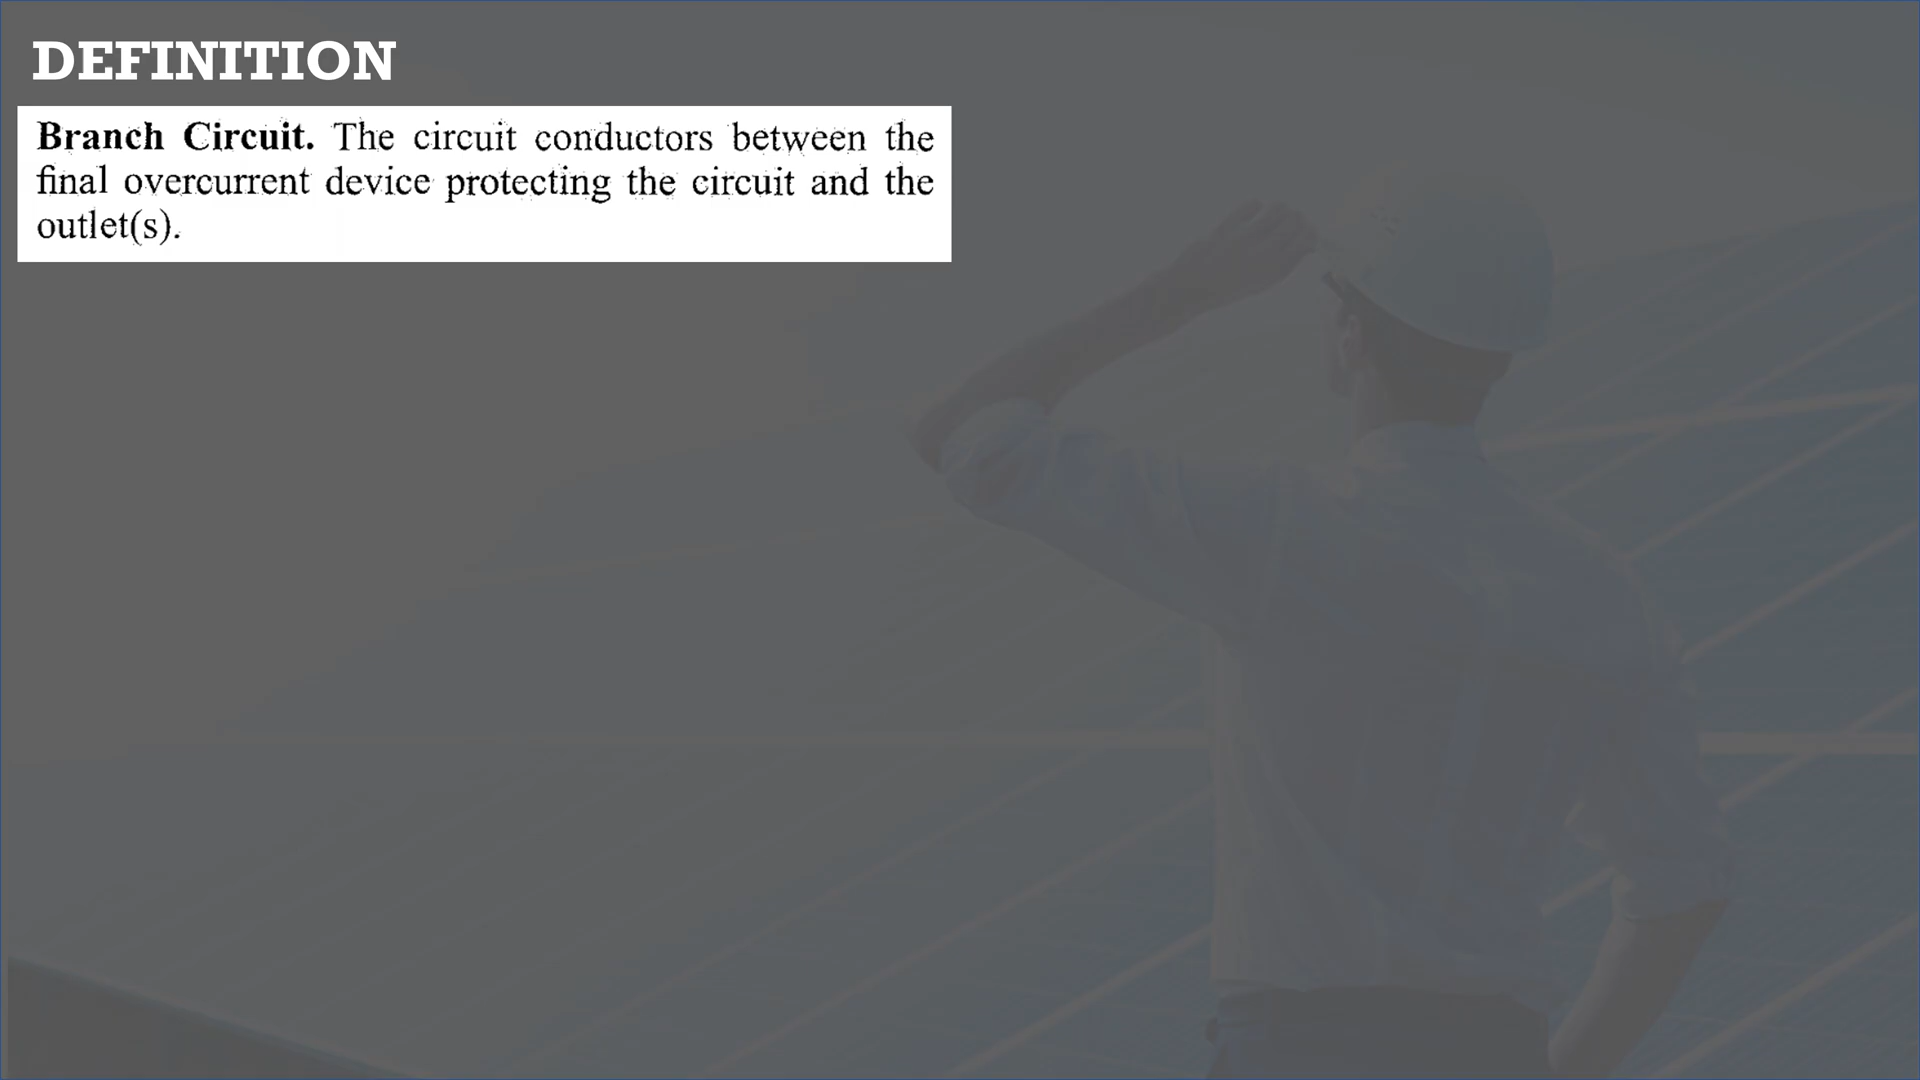 DEFINITION
Branch Circuit. The circuit conductors between the
final overcurrent device protecting the circuit and the
outlet(s).